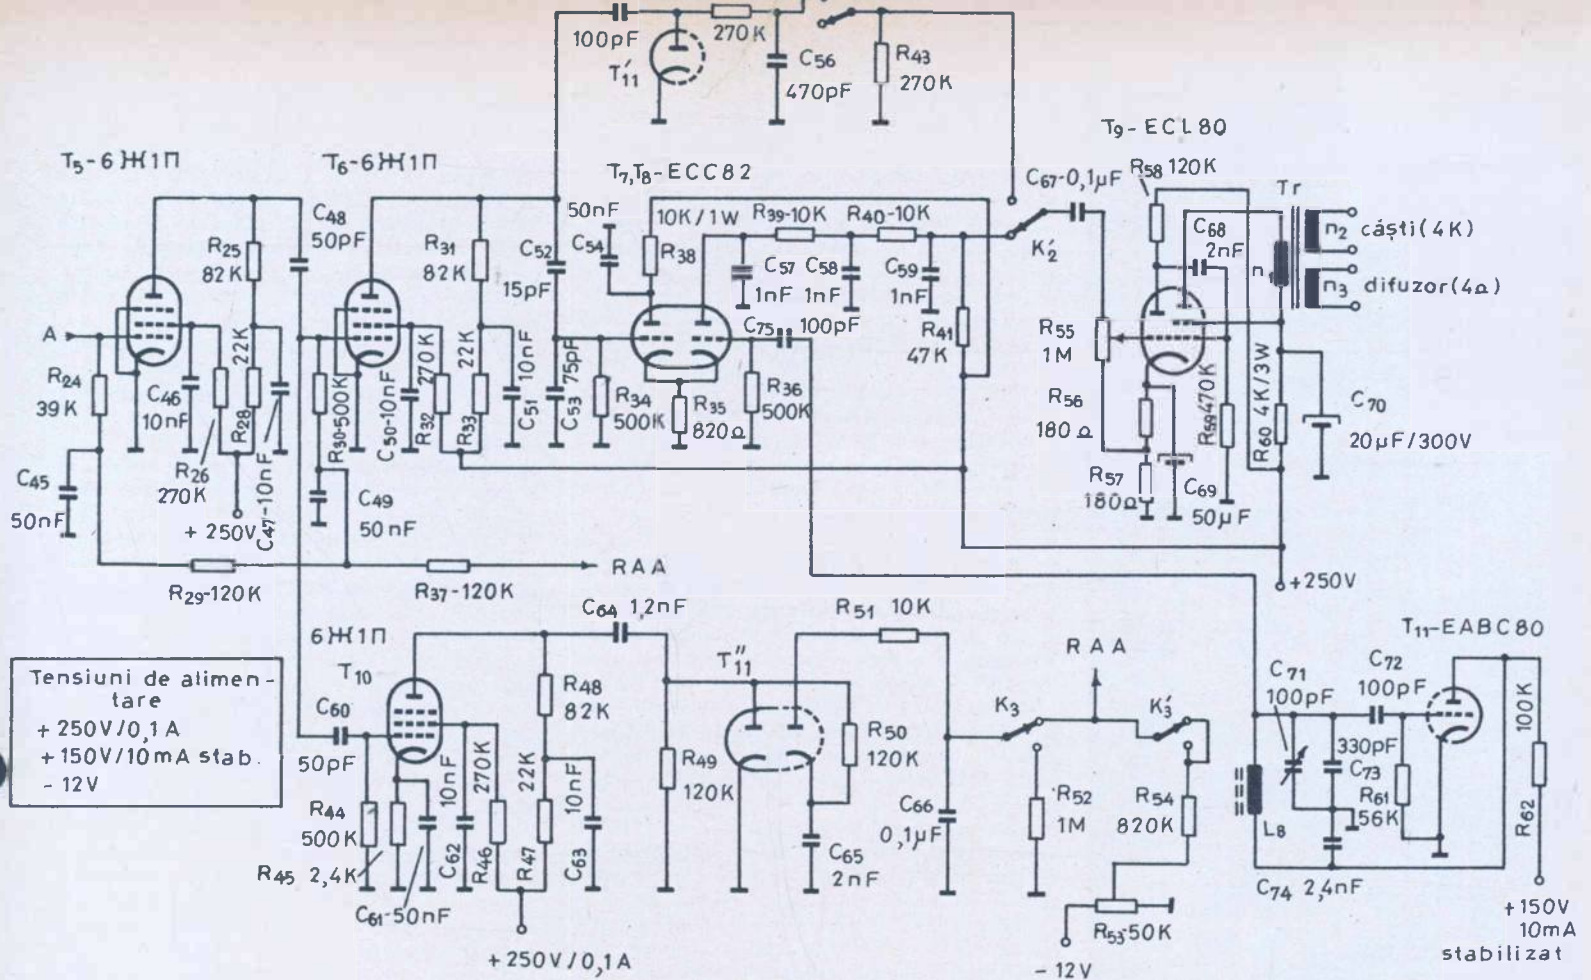 100pF
270K
T'11
C56
470pF
R43
270K
T9-ECL80
T5-6Ж1П
T6-6Ж1П
T7,T8-ECC82
C67-0,1µF
R58 120K
Tr
C48
50pF
50nF
10K/1W
R39-10K
R40-10K
R25
82K
R31
82K
C52
15pF
C54
R38
C57
1nF
C58
1nF
C59
1nF
K'2
C68
2nF
n
n2
căști(4K)
n3
difuzor(4Ω)
A
C75
100pF
R41
47K
R55
1M
R24
39K
C46
10nF
22K
R28
R26
270K
C47-10nF
+250V
R30-500K
C50-10nF
270K
R32
22K
R33
10nF
C51
75pF
C53
R34
500K
R35
820Ω
R36
500K
R56
180Ω
R57
180Ω
C69
50µF
R59 470K
R60 4K/3W
C70
20µF/300V
C45
50nF
C49
50nF
R29-120K
R37-120K
RAA
+250V
Tensiuni de alimen-
tare
+250V/0,1A
+150V/10mA stab.
-12V
6Ж1П
T10
C64 1,2nF
R51 10K
T''11
RAA
T11-EABC80
C60
50pF
R48
82K
R44
500K
R45 2,4K
C61-50nF
10nF
C62
270K
R46
22K
R47
10nF
C63
+250V/0,1A
R49
120K
R50
120K
C65
2nF
C66
0,1µF
K3
K'3
R52
1M
R54
820K
R53-50K
-12V
C71
100pF
C72
100pF
330pF
C73
R61
56K
L8
C74 2,4nF
100K
R62
+150V
10mA
stabilizat